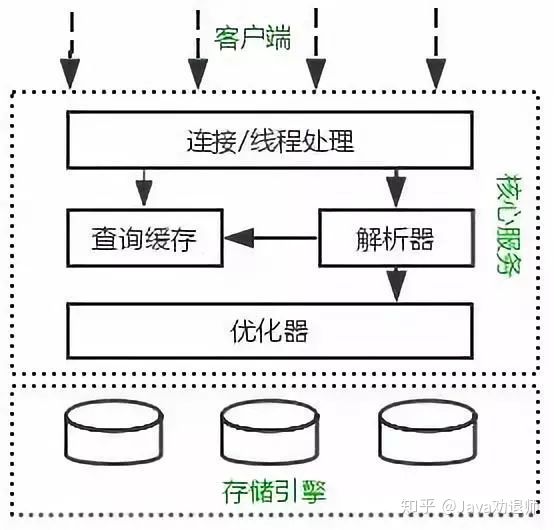 客户端
连接/线程处理
查询缓存
解析器
核心服务
优化器
存储引擎
知乎 @Java劝退师